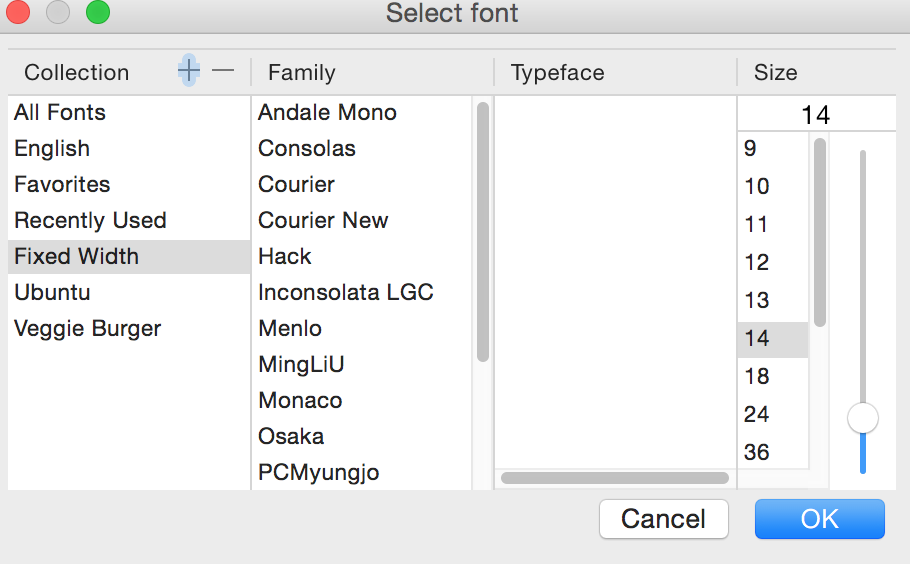 Select font
Collection
Family
Typeface
Size
All Fonts
English
Favorites
Recently Used
Fixed Width
Ubuntu
Veggie Burger
Andale Mono
Consolas
Courier
Courier New
Hack
Inconsolata LGC
Menlo
MingLiU
Monaco
Osaka
PCMyungjo
14
9
10
11
12
13
14
18
24
36
Cancel
OK